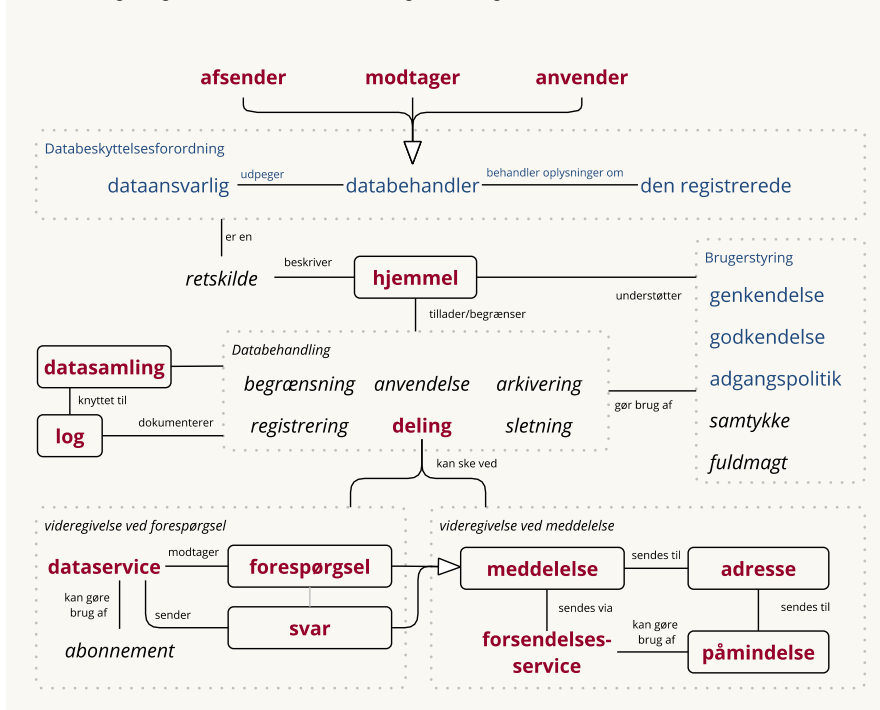 afsender modtager anvender
Databeskyttelsesforordning
dataansvarlig udpeger databehandler behandler oplysninger om den registrerede
er en
retskilde beskriver hjemmel
understøtter
tillader/begrænser
Brugerstyring
genkendelse
godkendelse
adgangspolitik
samtykke
fuldmagt
Databehandling
begrænsning anvendelse arkivering
registrering deling sletning
gør brug af
datasamling
knyttet til
log dokumenterer
kan ske ved
videregivelse ved forespørgsel
dataservice modtager forespørgsel
kan gøre
brug af
sender
svar
abonnement
videregivelse ved meddelelse
meddelelse sendes til adresse
sendes via
sendes til
forsendelses-
service
kan gøre
brug af
påmindelse